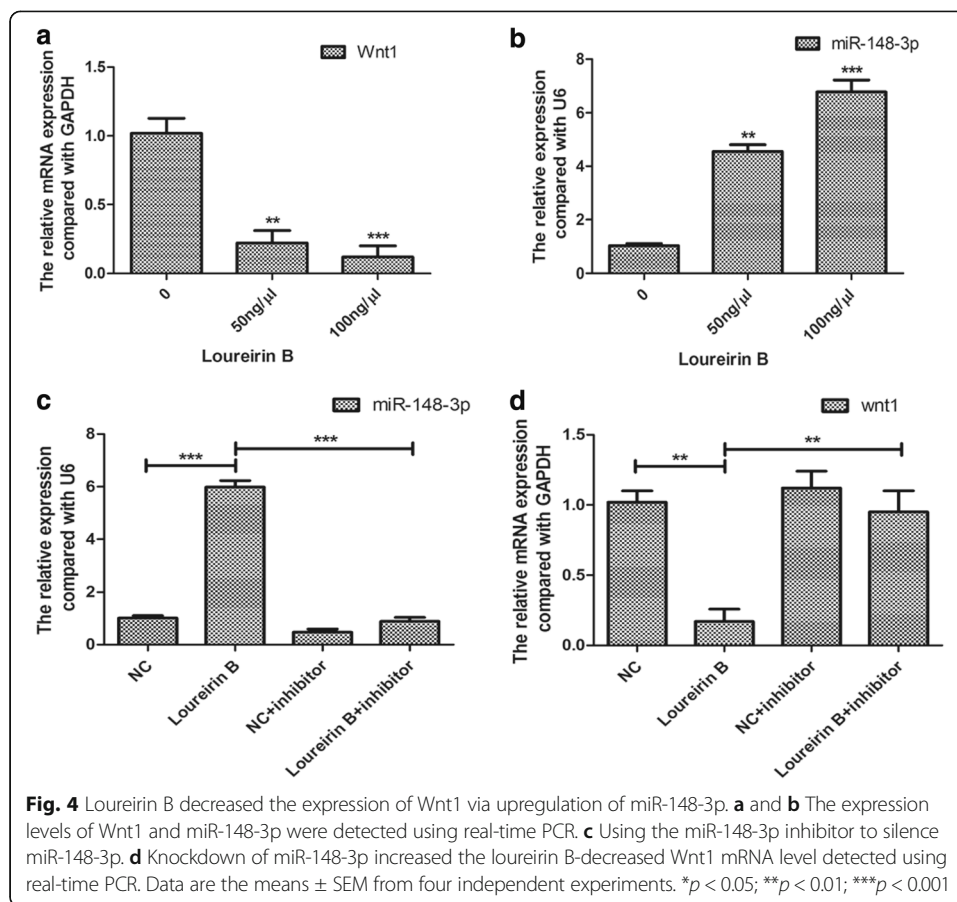 a
Wnt1
The relative mRNA expression
compared with GAPDH
1.5
1.0
0.5
0.0
**
***
0
50ng/µl
100ng/µl
Loureirin B
b
miR-148-3p
The relative expression
compared with U6
8
6
4
2
0
**
***
0
50ng/µl
100ng/µl
Loureirin B
c
miR-148-3p
The relative expression
compared with U6
8
6
4
2
0
***
***
NC
Loureirin B
NC+inhibitor
Loureirin B+inhibitor
d
wnt1
The relative mRNA expression
compared with GAPDH
1.5
1.0
0.5
0.0
**
**
NC
Loureirin B
NC+inhibitor
Loureirin B+inhibitor
Fig. 4 Loureirin B decreased the expression of Wnt1 via upregulation of miR-148-3p. a and b The expression
levels of Wnt1 and miR-148-3p were detected using real-time PCR. c Using the miR-148-3p inhibitor to silence
miR-148-3p. d Knockdown of miR-148-3p increased the loureirin B-decreased Wnt1 mRNA level detected using
real-time PCR. Data are the means ± SEM from four independent experiments. *p < 0.05; **p < 0.01; ***p < 0.001